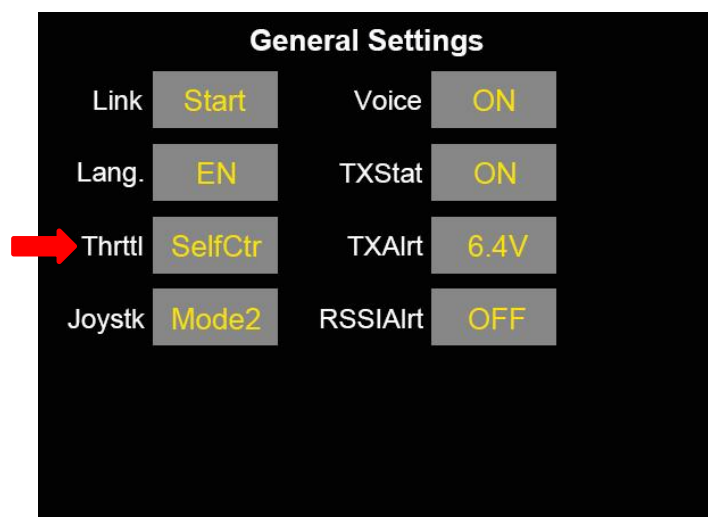 General Settings
Link Start Voice ON
Lang. EN TXStat ON
Thrttl SelfCtr TXAlrt 6.4V
Joystk Mode2 RSSIAlrt OFF